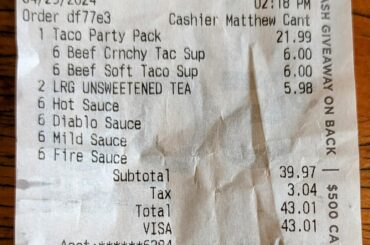 04/23/2024 02:18 PM
Order df77e3 Cashier Matthew Cant
1 Taco Party Pack 21.99
6 Beef Crnchy Tac Sup 6.00
6 Beef Soft Taco Sup 6.00
2 LRG UNSWEETENED TEA 5.98
6 Hot Sauce
6 Diablo Sauce
6 Mild Sauce
6 Fire Sauce
Subtotal 39.97
Tax 3.04
Total 43.01
VISA 43.01
GIVEAWAY ON BACK | $500 CA